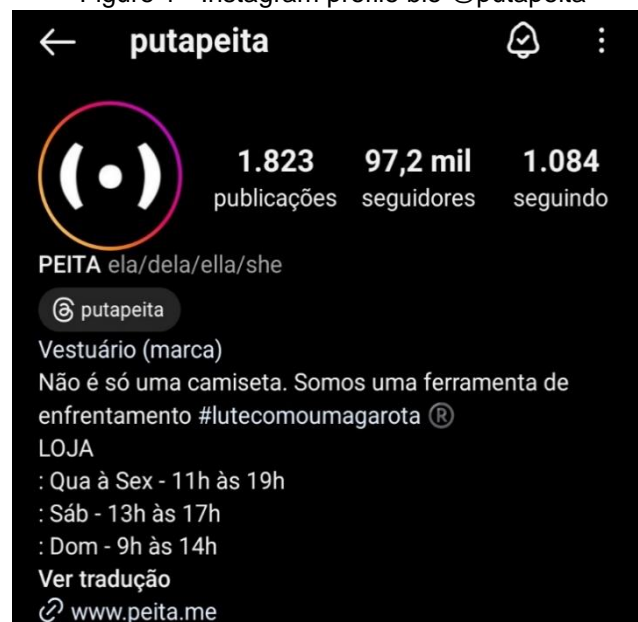 Figure 1 - Instagram profile bio @putapeita
putapeita
(•)
1.823 97,2 mil 1.084
publicações seguidores seguindo
PEITA ela/dela/ella/she
putapeita
Vestuário (marca)
Não é só uma camiseta. Somos uma ferramenta de
enfrentamento #lutecomoumagarota ®
LOJA
: Qua à Sex - 11h às 19h
: Sáb - 13h às 17h
: Dom - 9h às 14h
Ver tradução
www.peita.me